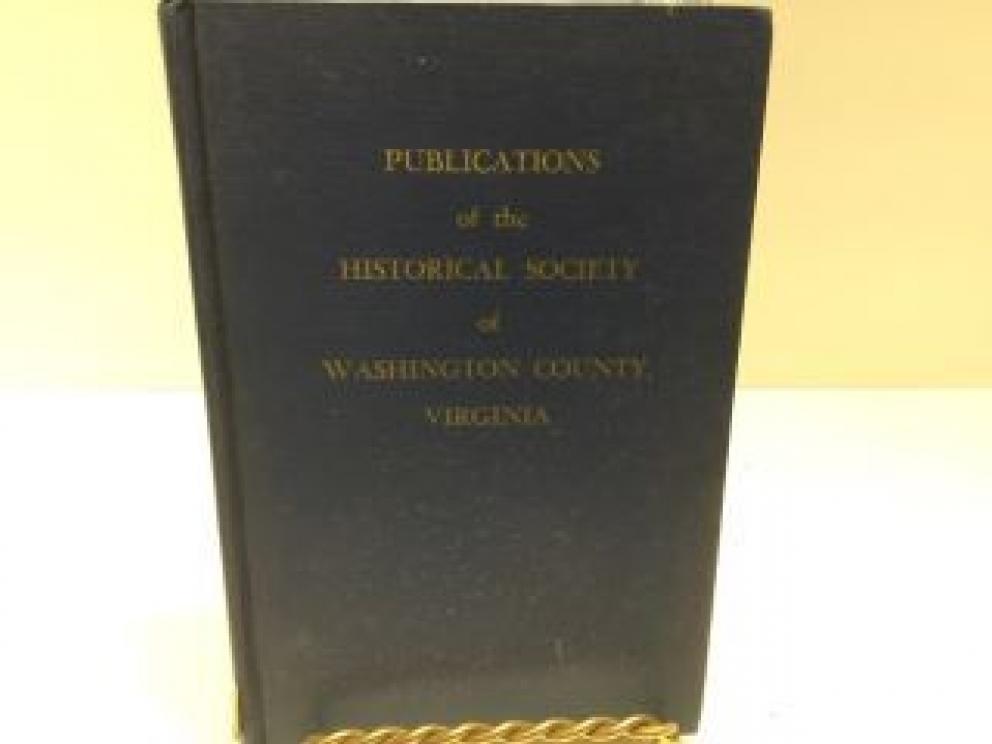 PUBLICATIONS
of the
HISTORICAL SOCIETY
of
WASHINGTON COUNTY,
VIRGINIA